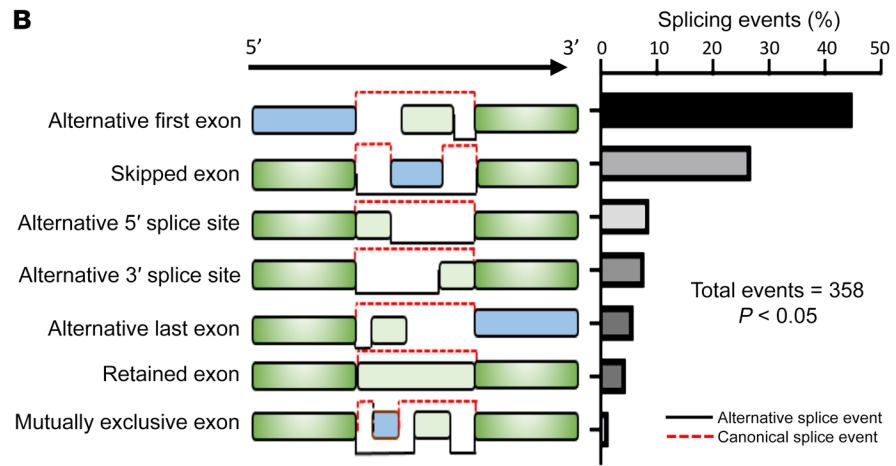 B
Splicing events (%)
5′ 3′
0 10 20 30 40 50
Alternative first exon
Skipped exon
Alternative 5′ splice site
Alternative 3′ splice site
Alternative last exon
Retained exon
Mutually exclusive exon
Total events = 358
P < 0.05
Alternative splice event
Canonical splice event